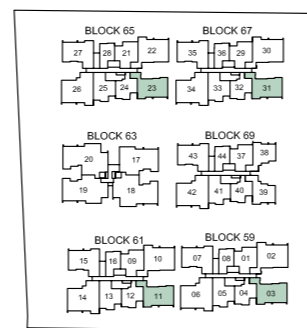 BLOCK 65
27 28 21 22
26 25 24 23
BLOCK 67
35 36 29 30
34 33 32 31
BLOCK 63
20 17
19 18
BLOCK 69
43 44 37 38
42 41 40 39
BLOCK 61
15 16 09 10
14 13 12 11
BLOCK 59
07 08 01 02
06 05 04 03